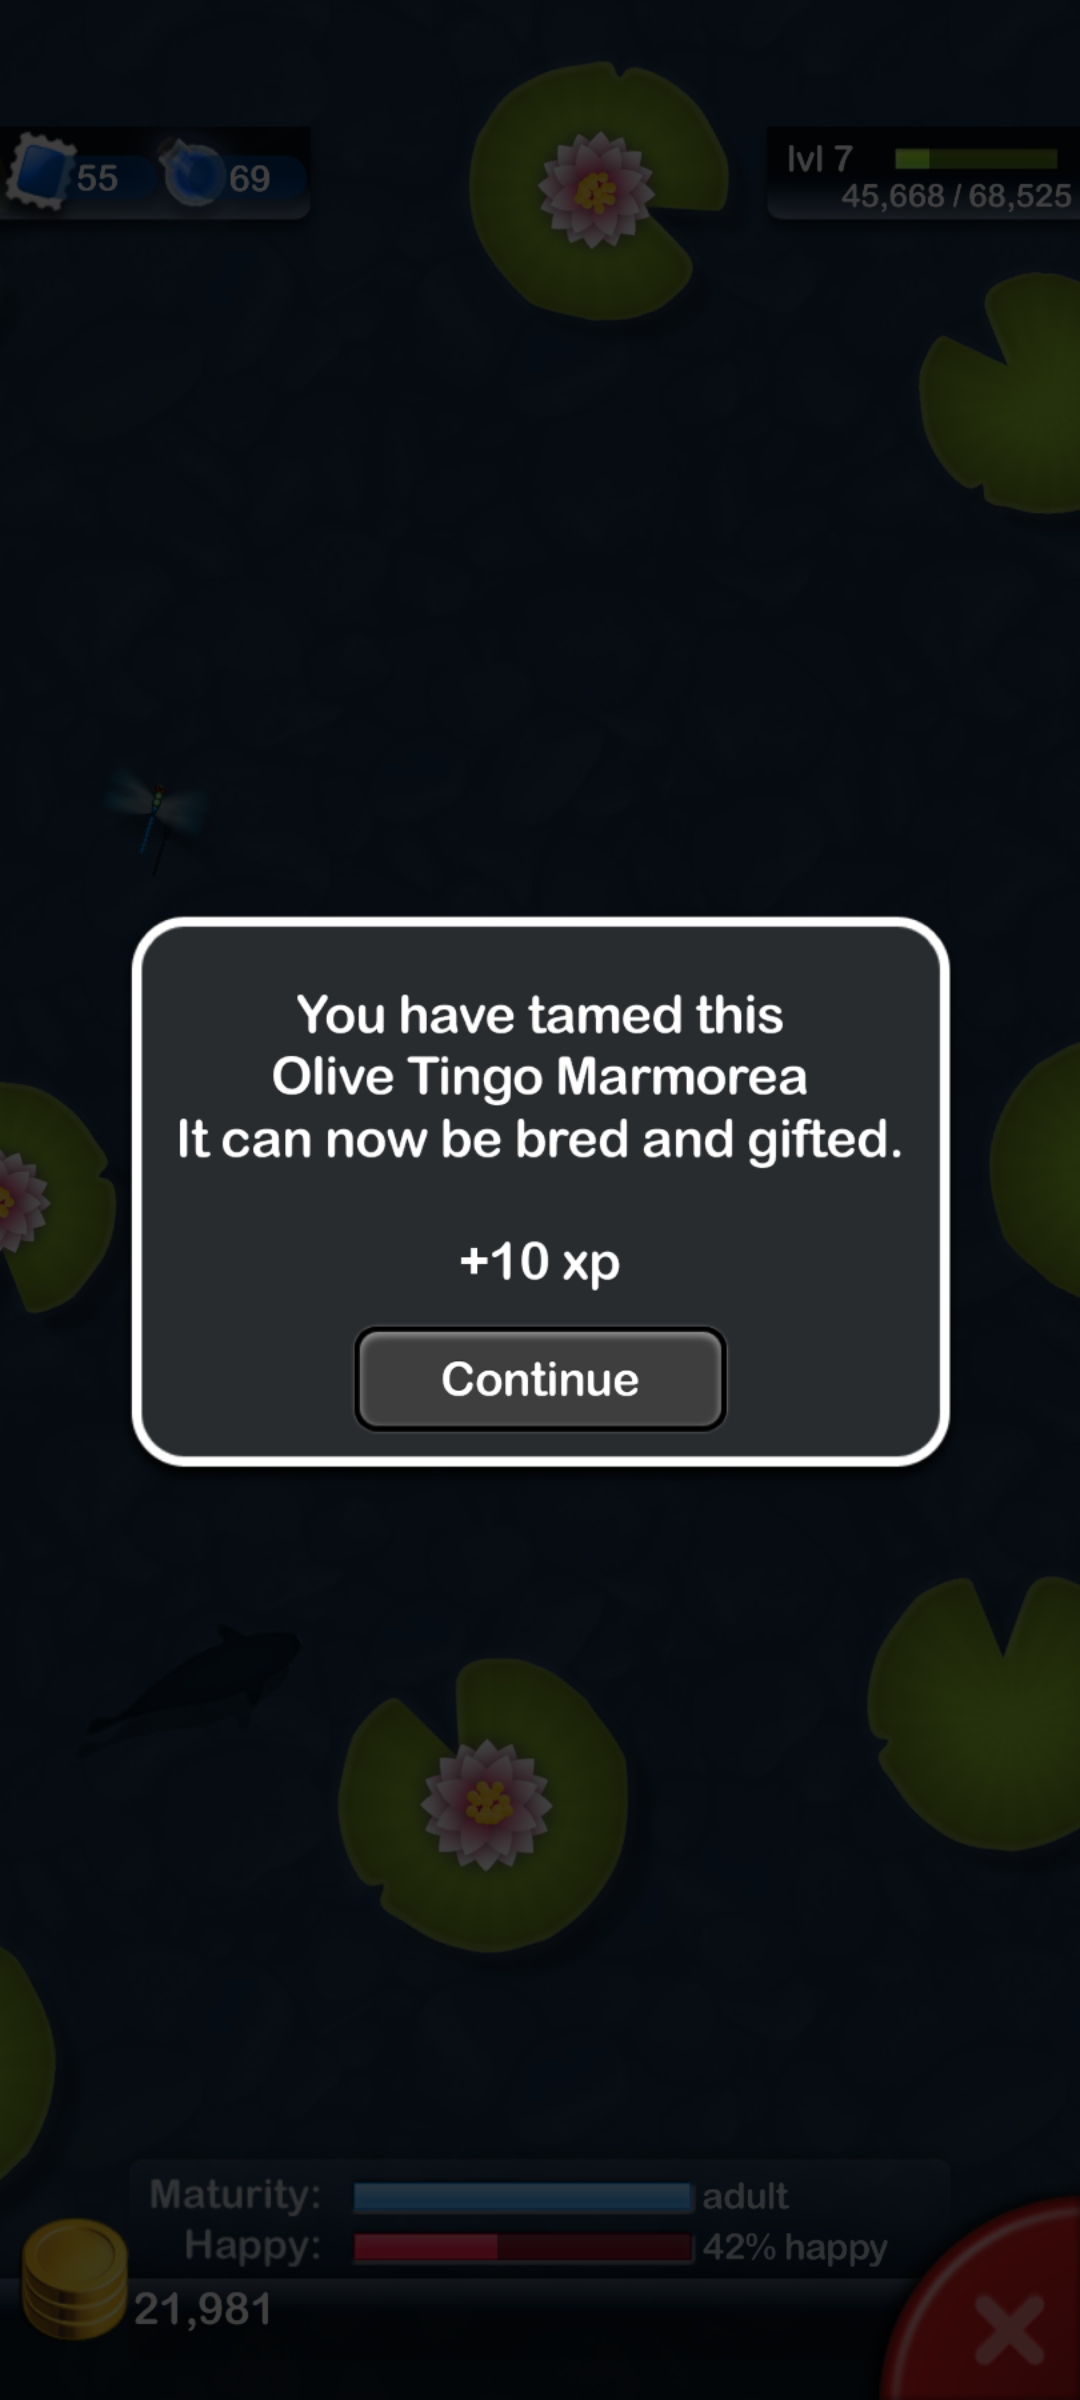 55
69
lvl 7
45,668 / 68,525
You have tamed this
Olive Tingo Marmorea
It can now be bred and gifted.
+10 xp
Continue
Maturity: adult
Happy: 42% happy
21,981